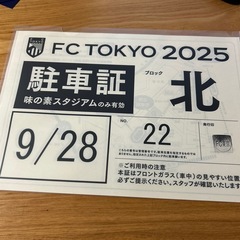 FC TOKYO 2025
駐車証
味の素スタジアムのみ有効
ブロック
北
9/28
NO.
22
発行印
≪ご利用時の注意
本証はフロントガラス(車中)の見やすい位置
必ずご提示ください。スタッフが確認いたします